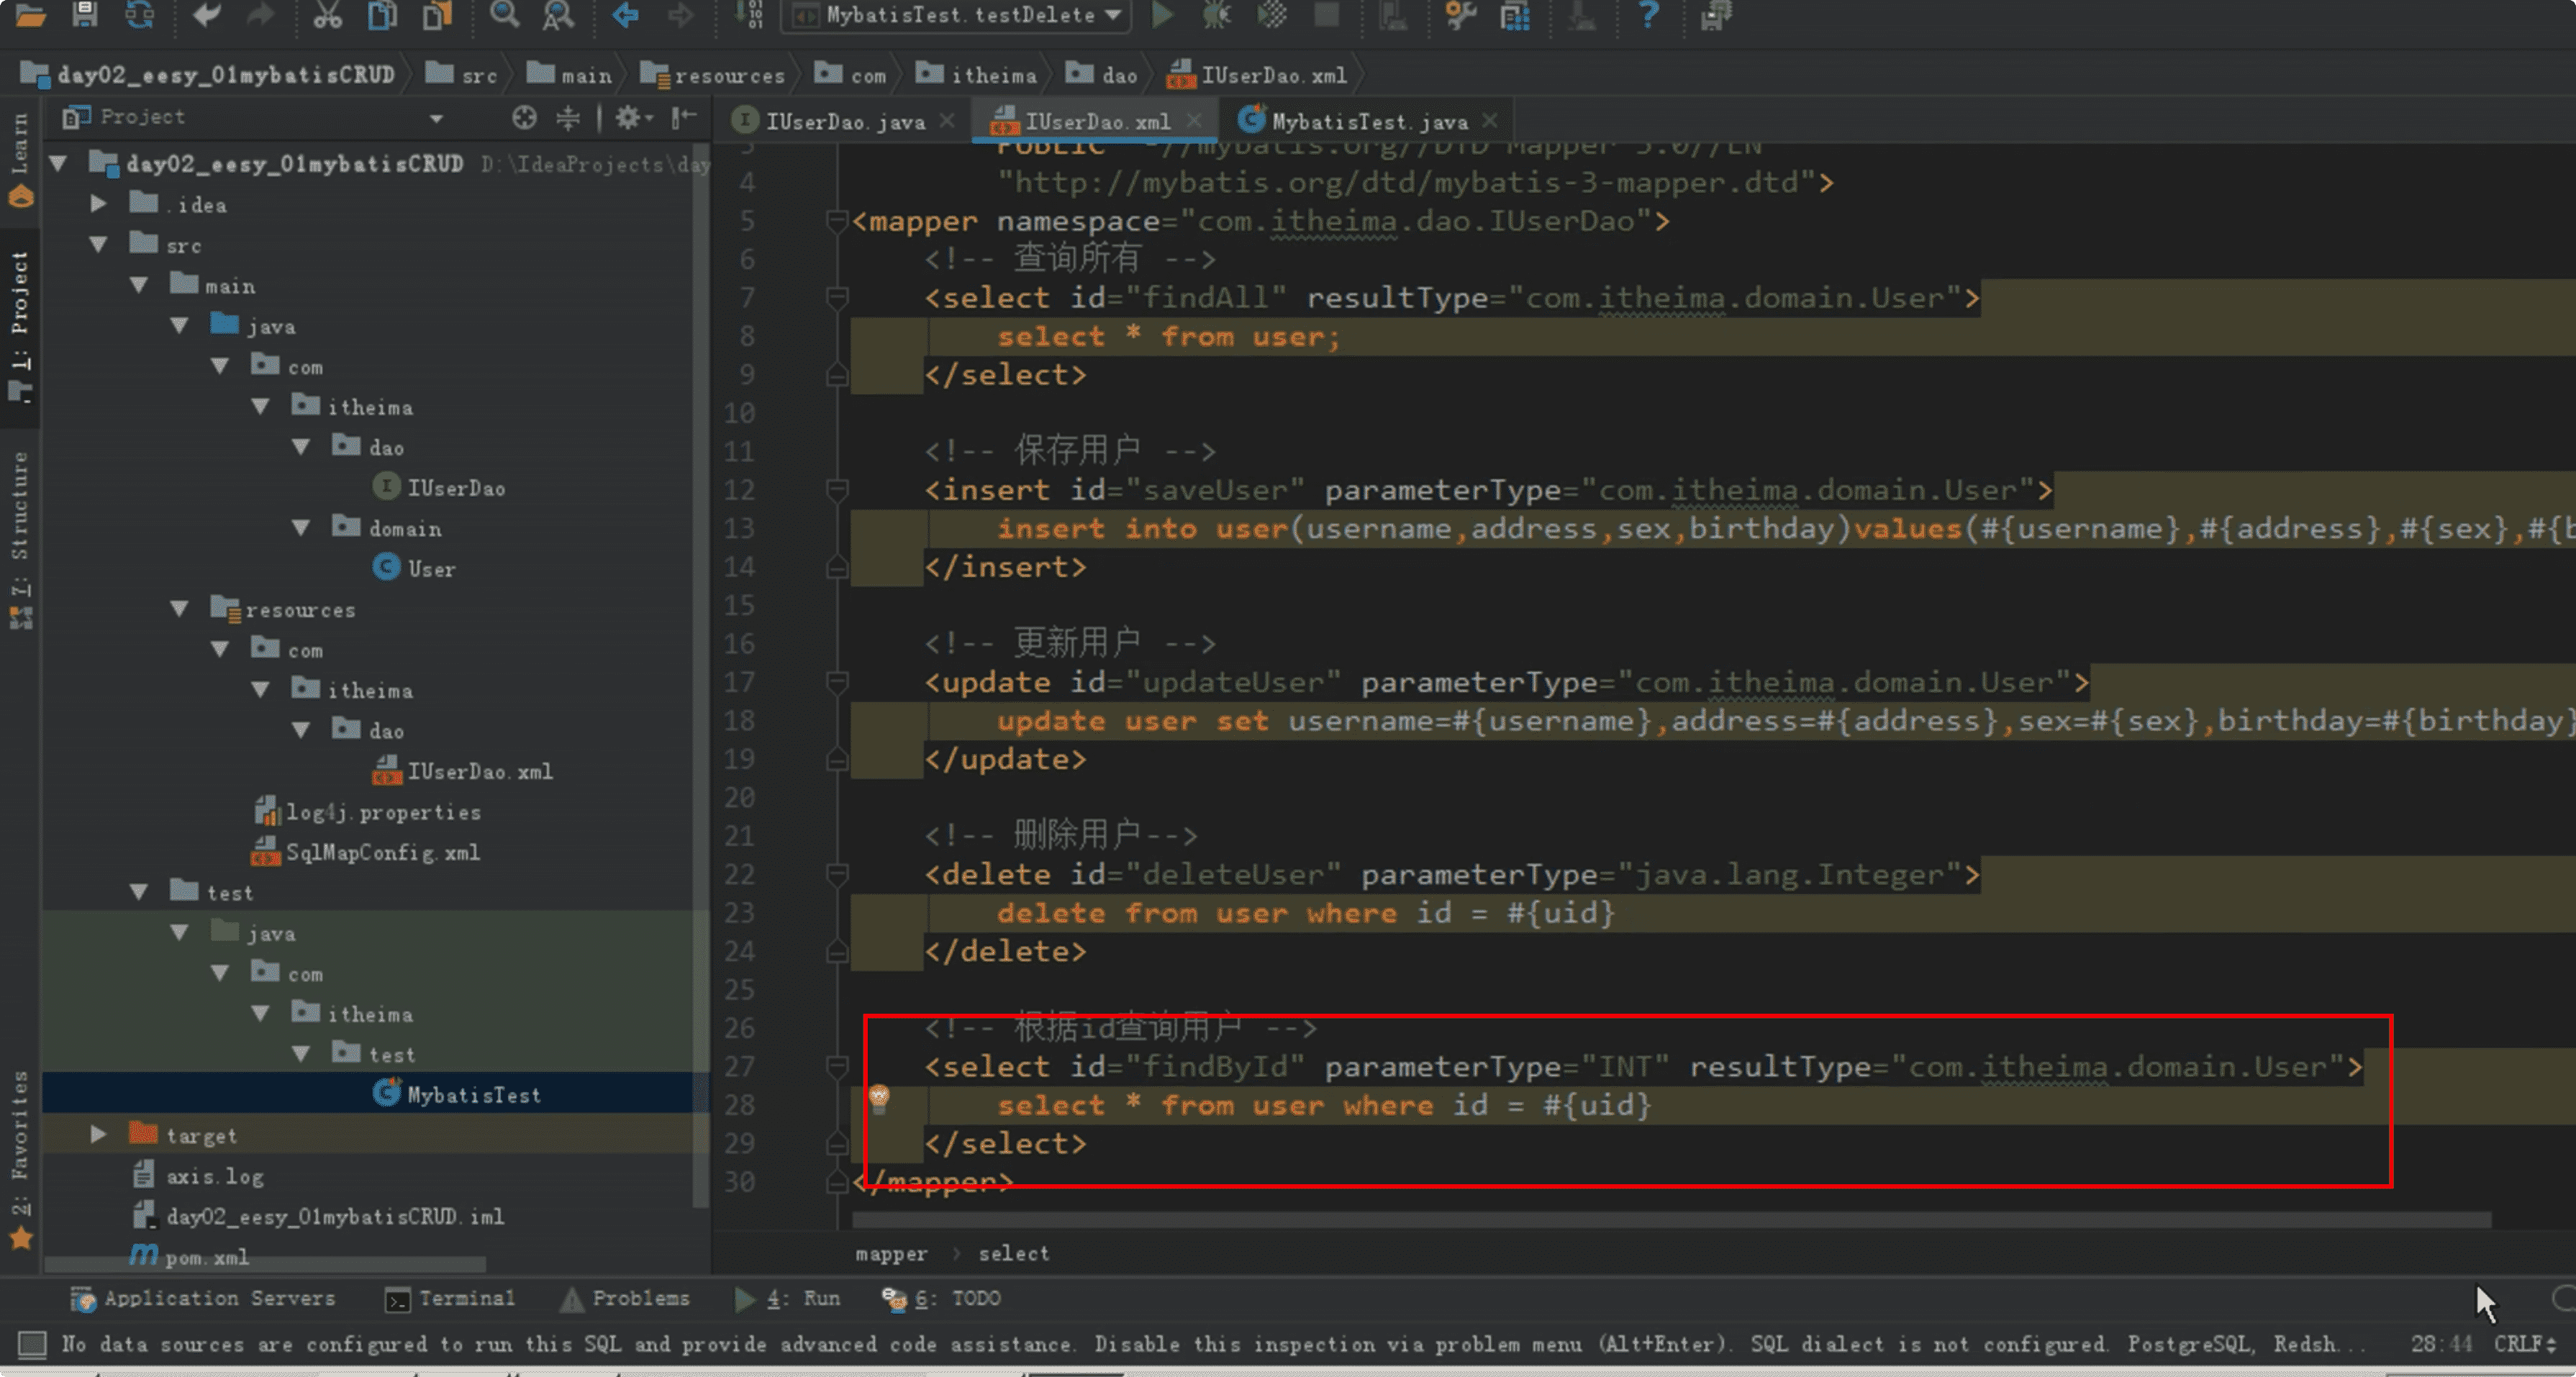 MybatisTest.testDelete
day02_eesy_01mybatisCRUD src main resources com itheima dao IUserDao.xml
Project
IUserDao.java IUserDao.xml MybatisTest.java
Learn
1: Project
7: Structure
2: Favorites
day02_eesy_01mybatisCRUD D:\IdeaProjects\day
.idea
src
main
java
com
itheima
dao
IUserDao
domain
User
resources
com
itheima
dao
IUserDao.xml
log4j.properties
SqlMapConfig.xml
test
java
com
itheima
test
MybatisTest
target
axis.log
day02_eesy_01mybatisCRUD.iml
pom.xml
3 PUBLIC "-//mybatis.org//DTD Mapper 3.0//EN"
4 "http://mybatis.org/dtd/mybatis-3-mapper.dtd">
5 <mapper namespace="com.itheima.dao.IUserDao">
6 <!-- 查询所有 -->
7 <select id="findAll" resultType="com.itheima.domain.User">
8 select * from user;
9 </select>
10
11 <!-- 保存用户 -->
12 <insert id="saveUser" parameterType="com.itheima.domain.User">
13 insert into user(username,address,sex,birthday)values(#{username},#{address},#{sex},#{b
14 </insert>
15
16 <!-- 更新用户 -->
17 <update id="updateUser" parameterType="com.itheima.domain.User">
18 update user set username=#{username},address=#{address},sex=#{sex},birthday=#{birthday}
19 </update>
20
21 <!-- 删除用户-->
22 <delete id="deleteUser" parameterType="java.lang.Integer">
23 delete from user where id = #{uid}
24 </delete>
25
26 <!-- 根据id查询用户 -->
27 <select id="findById" parameterType="INT" resultType="com.itheima.domain.User">
28 select * from user where id = #{uid}
29 </select>
30 </mapper>
mapper > select
Application Servers Terminal Problems 4: Run 6: TODO
No data sources are configured to run this SQL and provide advanced code assistance. Disable this inspection via problem menu (Alt+Enter). SQL dialect is not configured. PostgreSQL, Redsh... 28:44 CRLF